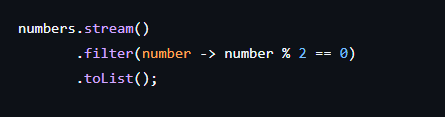 numbers.stream()
.filter(number -> number % 2 == 0)
.toList();